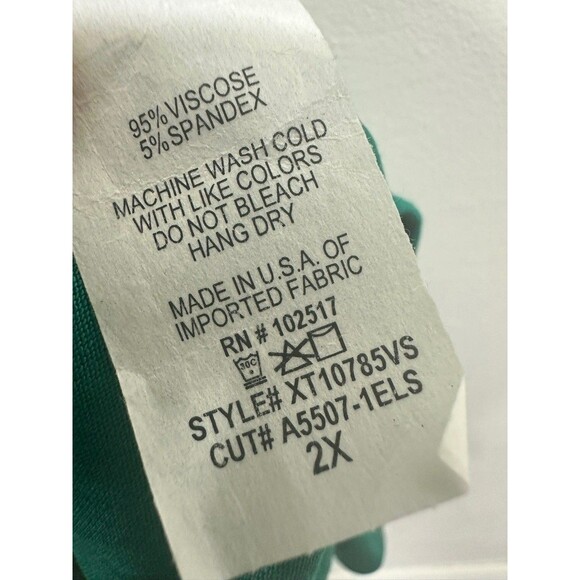 95% VISCOSE
5% SPANDEX
MACHINE WASH COLD
WITH LIKE COLORS
DO NOT BLEACH
HANG DRY
MADE IN U.S.A. OF
IMPORTED FABRIC
RN # 102517
30C
STYLE# XT10785VS
CUT# A5507-1ELS
2X